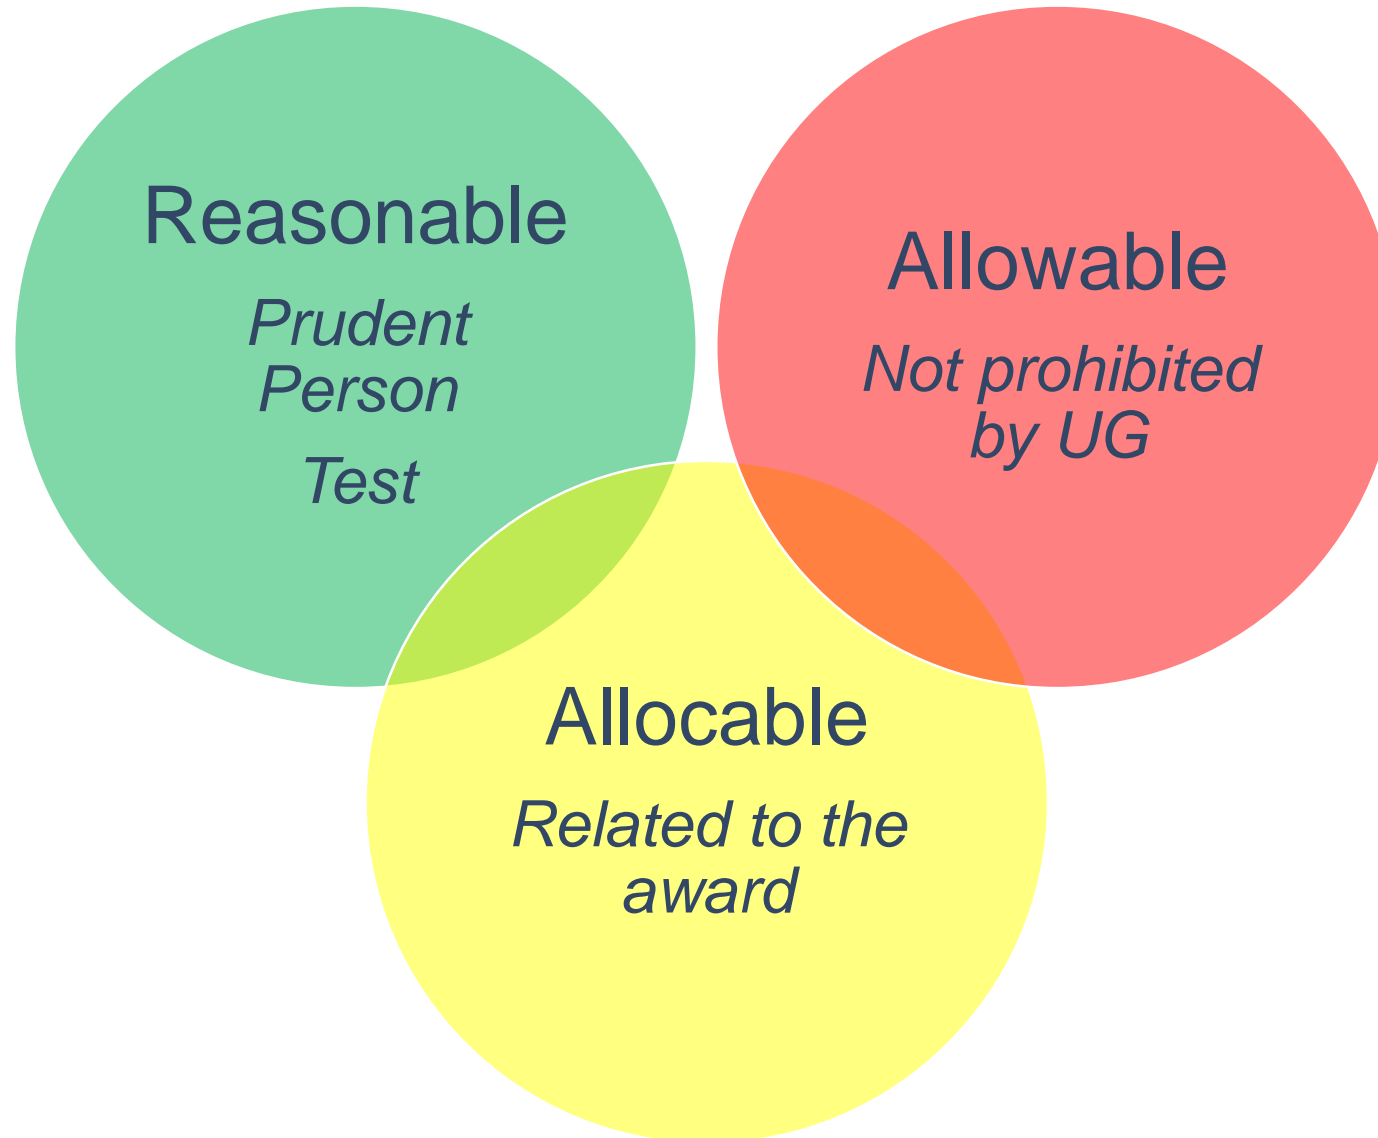 Reasonable
Prudent
Person
Test
Allowable
Not prohibited
by UG
Allocable
Related to the
award